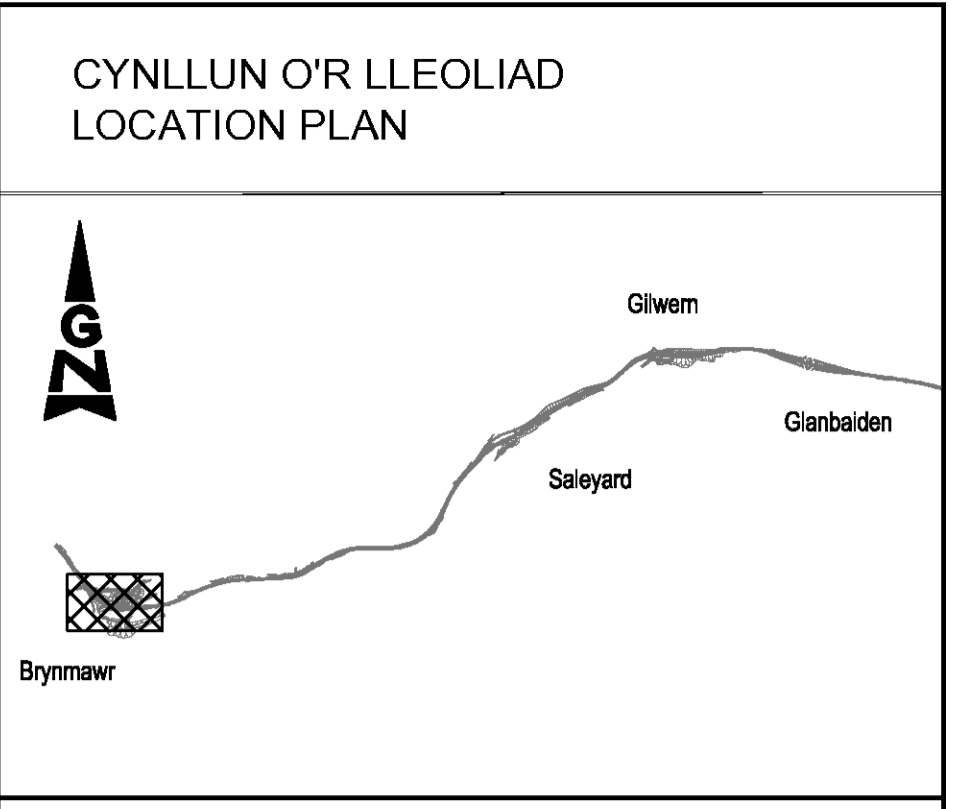 CYNLLUN O'R LLEOLIAD
LOCATION PLAN
G
N
Gilwern
Glanbaiden
Saleyard
Brynmawr